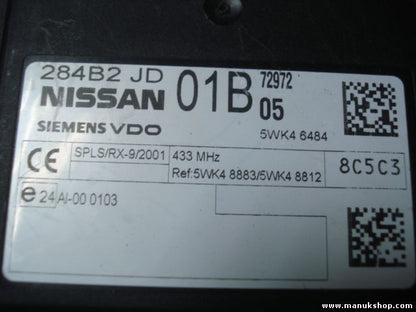 284B2 JD 01B 72972
NISSAN 05
SIEMENS VDO 5WK4 6484
CE SPLS/RX-9/2001 433 MHz 8C5C3
Ref:5WK4 8883/5WK4 8812
e 24 AI-00 0103
www.manukshop.com